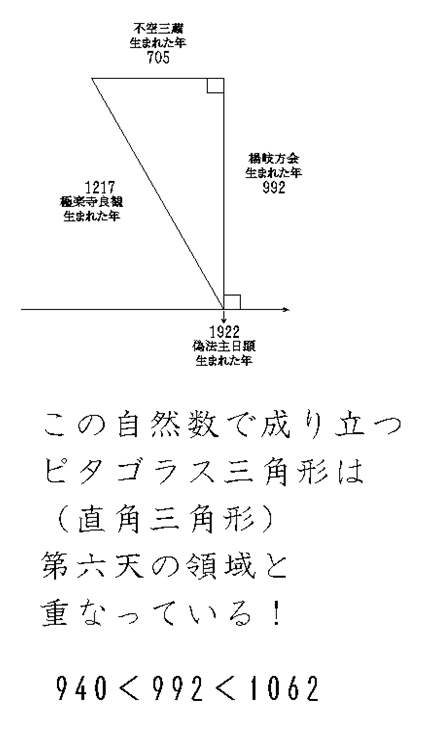 不空三蔵
生まれた年
705
楊岐方会
生まれた年
992
1217
極楽寺良観
生まれた年
1922
偽法主日顕
生まれた年
この自然数で成り立つ
ピタゴラス三角形は
（直角三角形）
第六天の領域と
重なっている！
940＜992＜1062